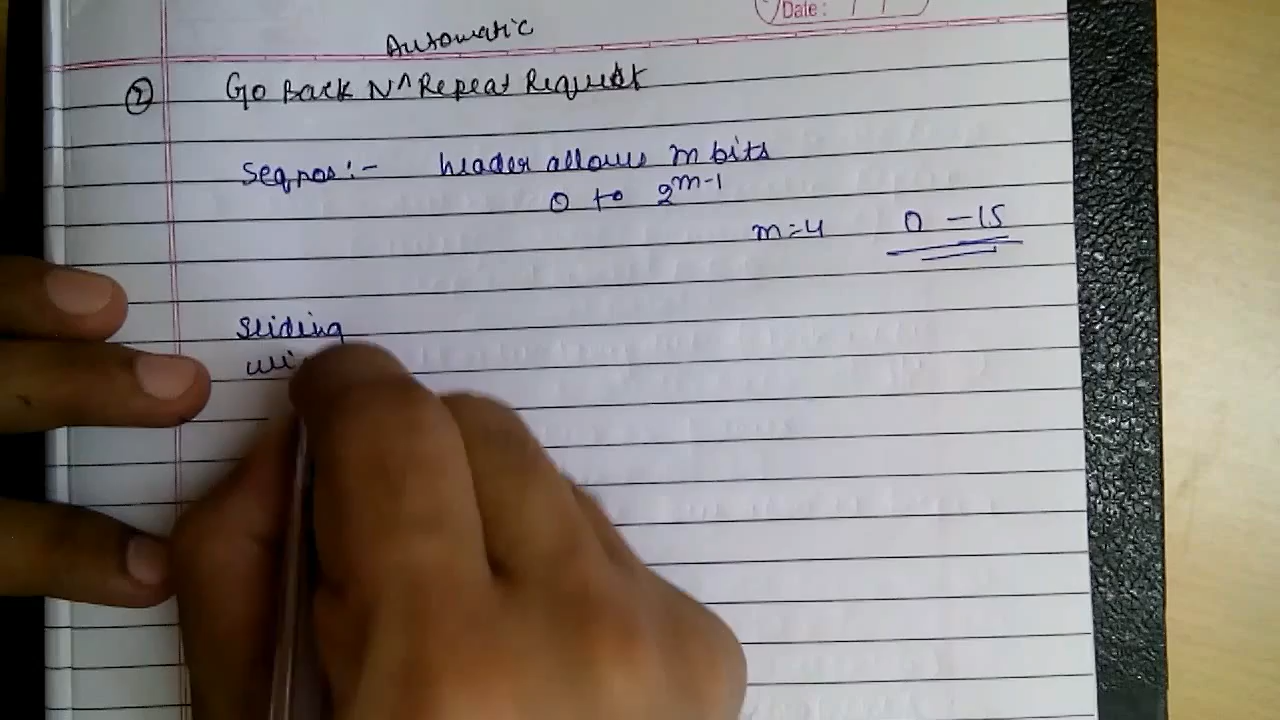 Date :
Automatic
② Go Back N^Repeat Request
Seqnos :- header allows m bits
0 to 2^m-1
m=4 0 - 15
Sliding
wi